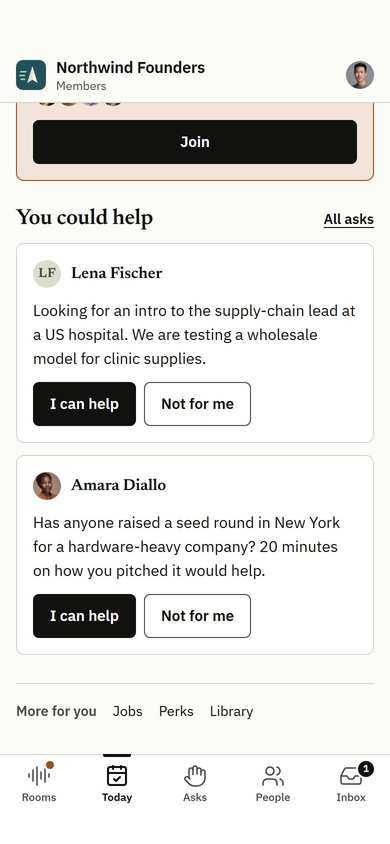 Northwind Founders
Members
Join
You could help
All asks
LF
Lena Fischer
Looking for an intro to the supply-chain lead at
a US hospital. We are testing a wholesale
model for clinic supplies.
I can help
Not for me
Amara Diallo
Has anyone raised a seed round in New York
for a hardware-heavy company? 20 minutes
on how you pitched it would help.
I can help
Not for me
More for you
Jobs
Perks
Library
1
Rooms
Today
Asks
People
Inbox